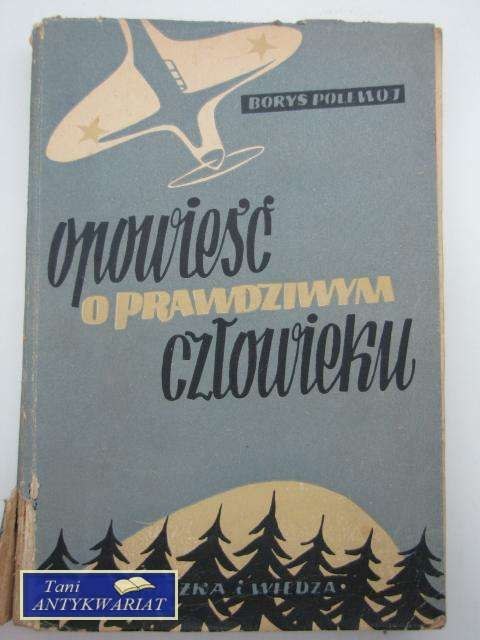 BORYS POLEWOJ
opowieść
o PRAWDZIWYM
człowieku
ZKA i WIEDZA
Tani
ANTYKWARIAT